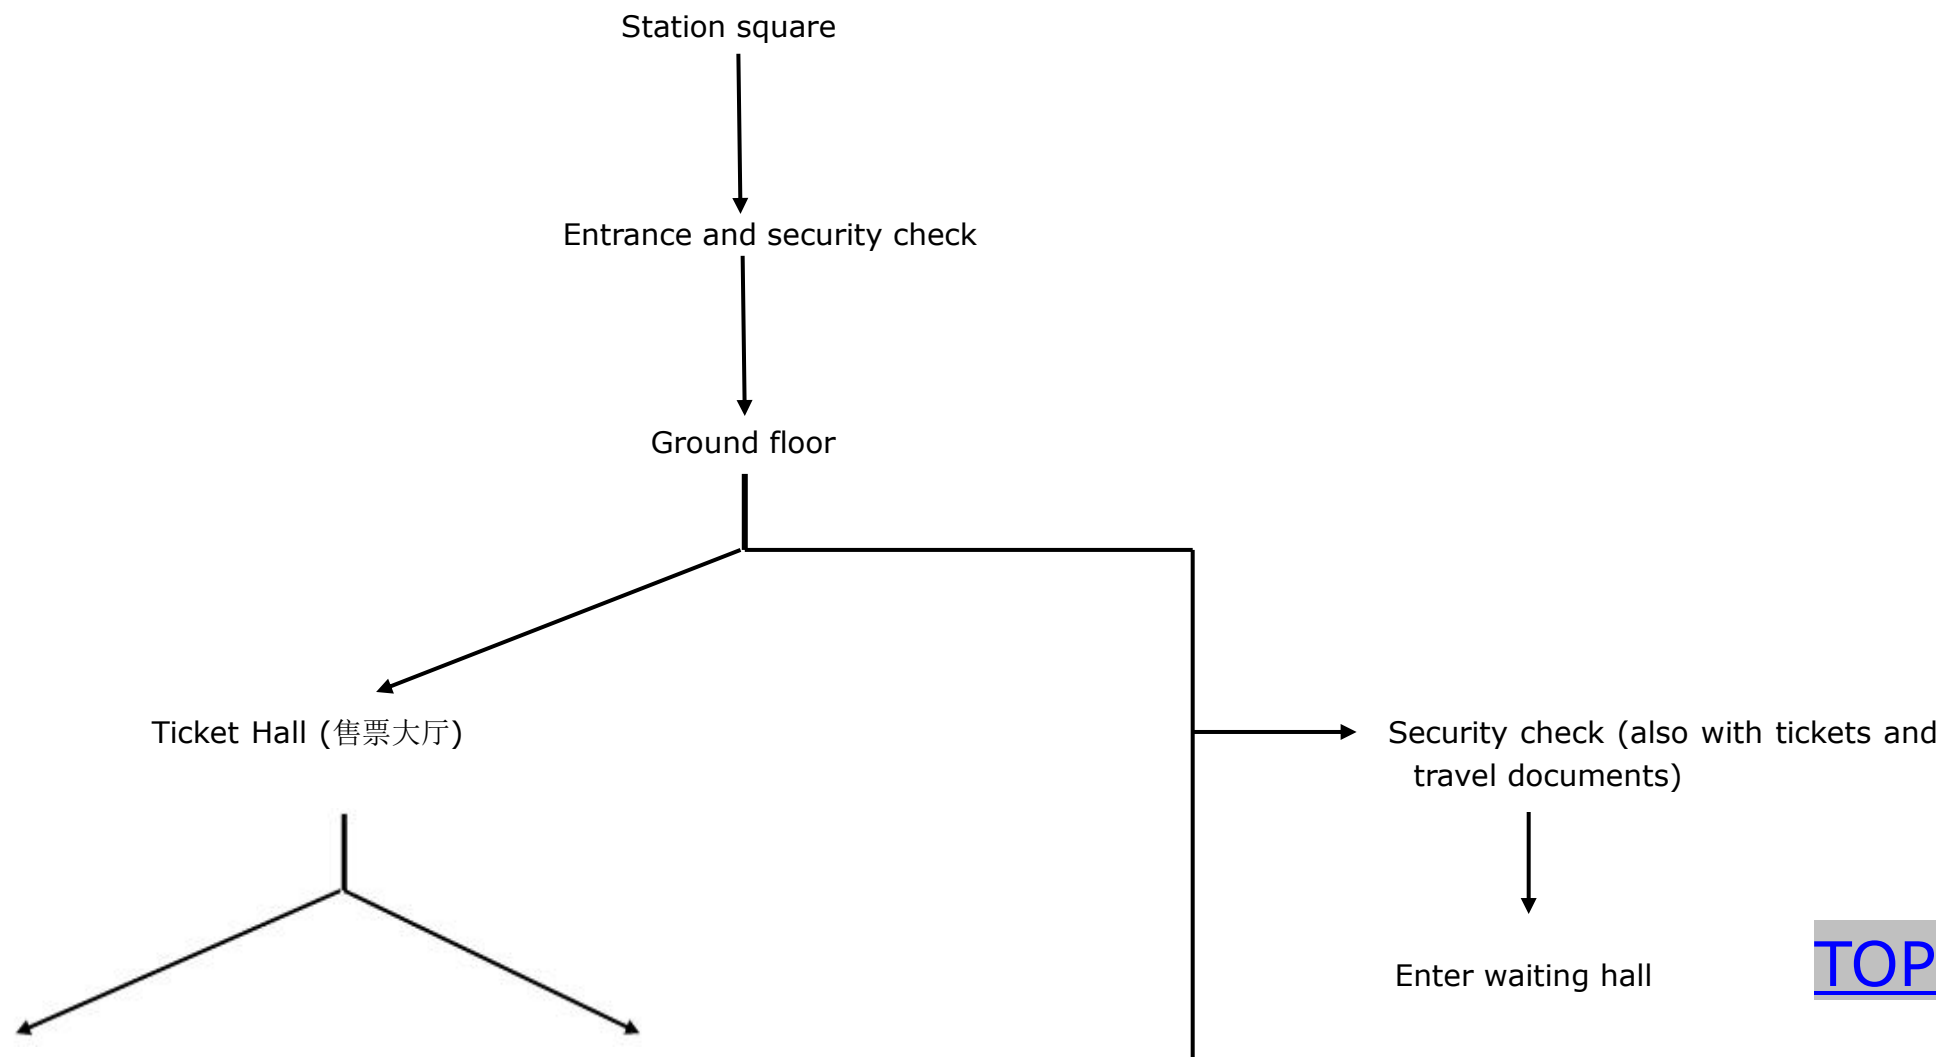 Station square
Entrance and security check
Ground floor
Ticket Hall (售票大厅)
Security check (also with tickets and
travel documents)
Enter waiting hall
TOP